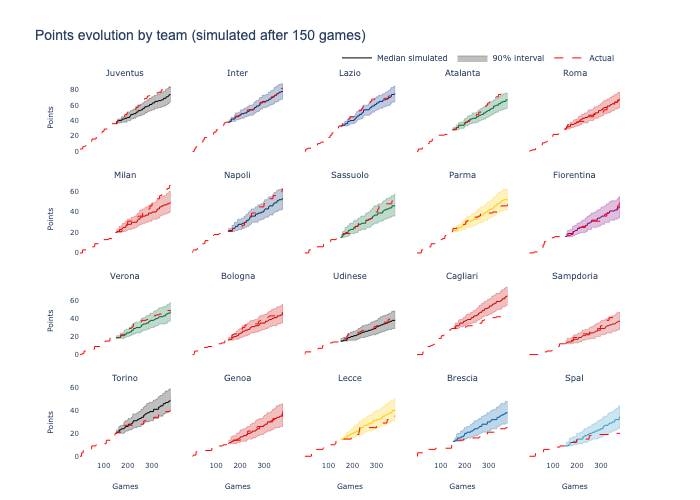 Points evolution by team (simulated after 150 games)
Median simulated 90% interval Actual
Juventus Inter Lazio Atalanta Roma
80
60
40
20
0
Points
Milan Napoli Sassuolo Parma Fiorentina
60
40
20
0
Points
Verona Bologna Udinese Cagliari Sampdoria
60
40
20
0
Points
Torino Genoa Lecce Brescia Spal
60
40
20
0
Points
100 200 300 100 200 300 100 200 300 100 200 300 100 200 300
Games Games Games Games Games